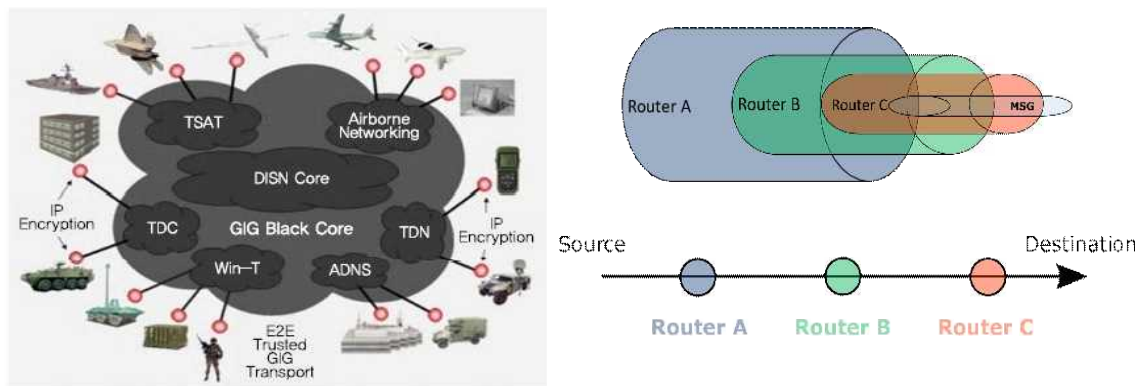 TSAT
Airborne
Networking
DISN Core
IP
Encryption
TDC
GIG Black Core
TDN
IP
Encryption
Win-T
ADNS
E2E
Trusted
GIG
Transport
Router A
Router B
Router C
MSG
Source
Destination
Router A
Router B
Router C